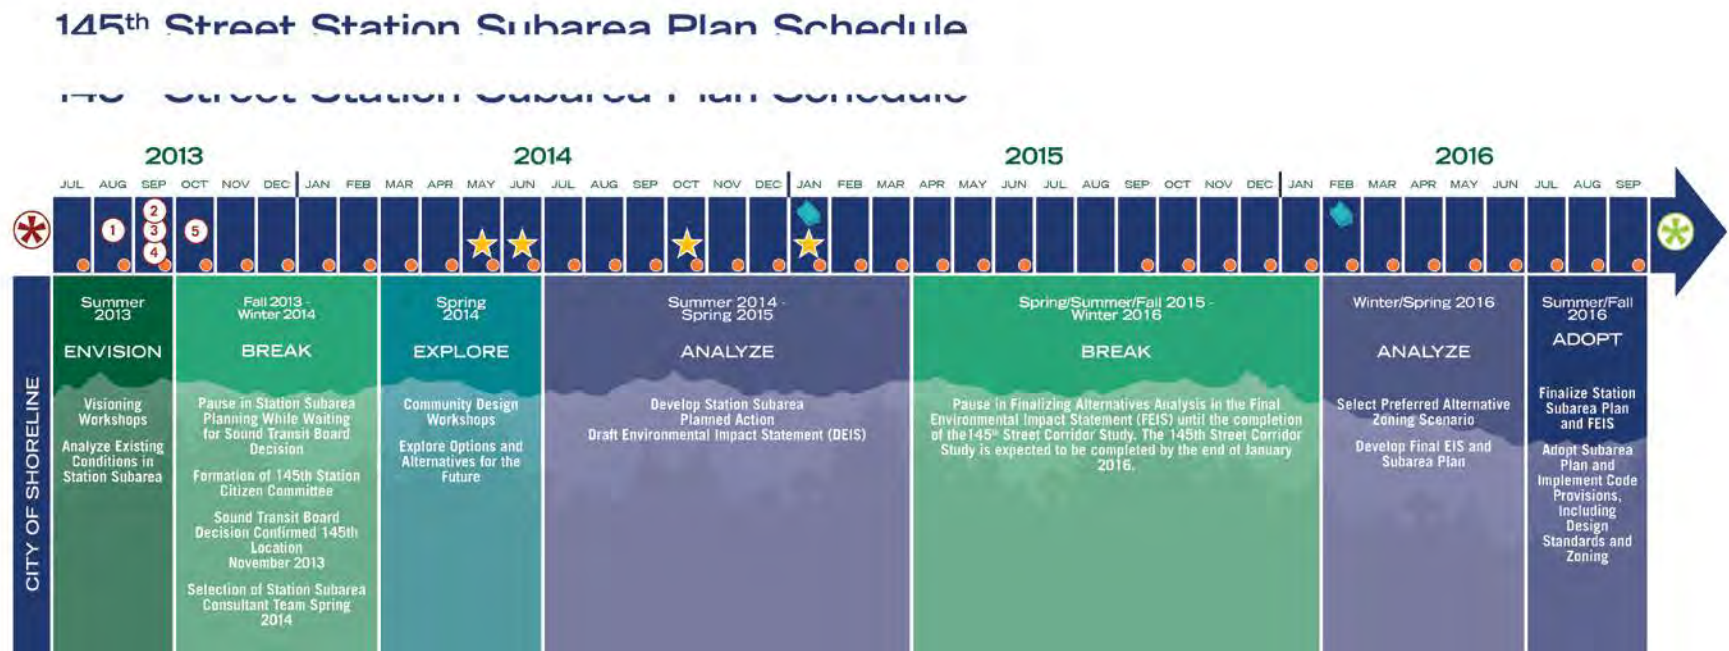 145th Street Station Subarea Plan Schedule
145th Street Station Subarea Plan Schedule
2013 2014 2015 2016
JUL AUG SEP OCT NOV DEC JAN FEB MAR APR MAY JUN JUL AUG SEP OCT NOV DEC JAN FEB MAR APR MAY JUN JUL AUG SEP OCT NOV DEC JAN FEB MAR APR MAY JUN JUL AUG SEP
1
2
3
4
5
CITY OF SHORELINE
Summer
2013
ENVISION
Visioning
Workshops
Analyze Existing
Conditions in
Station Subarea
Fall 2013 -
Winter 2014
BREAK
Pause in Station Subarea
Planning While Waiting
for Sound Transit Board
Decision
Formation of 145th Station
Citizen Committee
Sound Transit Board
Decision Confirmed 145th
Location
November 2013
Selection of Station Subarea
Consultant Team Spring
2014
Spring
2014
EXPLORE
Community Design
Workshops
Explore Options and
Alternatives for the
Future
Summer 2014 -
Spring 2015
ANALYZE
Develop Station Subarea
Planned Action
Draft Environmental Impact Statement (DEIS)
Spring/Summer/Fall 2015 -
Winter 2016
BREAK
Pause in Finalizing Alternatives Analysis in the Final
Environmental Impact Statement (FEIS) until the completion
of the145th Street Corridor Study. The 145th Street Corridor
Study is expected to be completed by the end of January
2016.
Winter/Spring 2016
ANALYZE
Select Preferred Alternative
Zoning Scenario
Develop Final EIS and
Subarea Plan
Summer/Fall
2016
ADOPT
Finalize Station
Subarea Plan
and FEIS
Adopt Subarea
Plan and
Implement Code
Provisions,
Including
Design
Standards and
Zoning